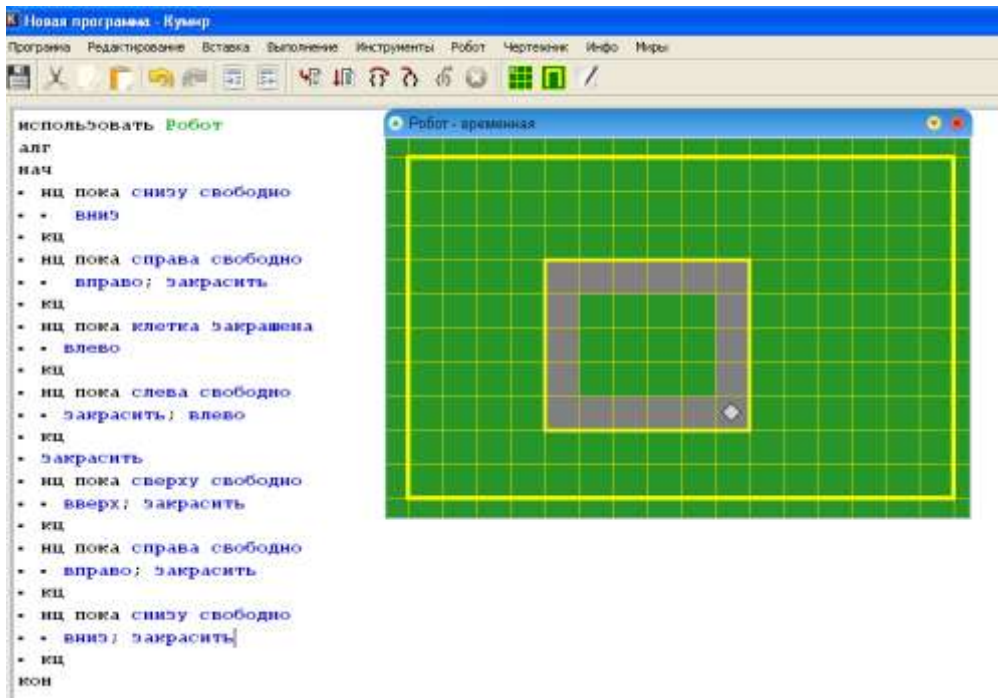 Новая программа - Кумир
Программа Редактирование Вставка Выполнение Инструменты Робот Чертежник Инфо Миры
использовать Робот
алг
нач
• нц пока снизу свободно
• • вниз
• кц
• нц пока справа свободно
• • вправо; закрасить
• кц
• нц пока клетка закрашена
• • влево
• кц
• нц пока слева свободно
• • закрасить; влево
• кц
• закрасить
• нц пока сверху свободно
• • вверх; закрасить
• кц
• нц пока справа свободно
• • вправо; закрасить
• кц
• нц пока снизу свободно
• • вниз; закрасить
• кц
кон
Робот - временная